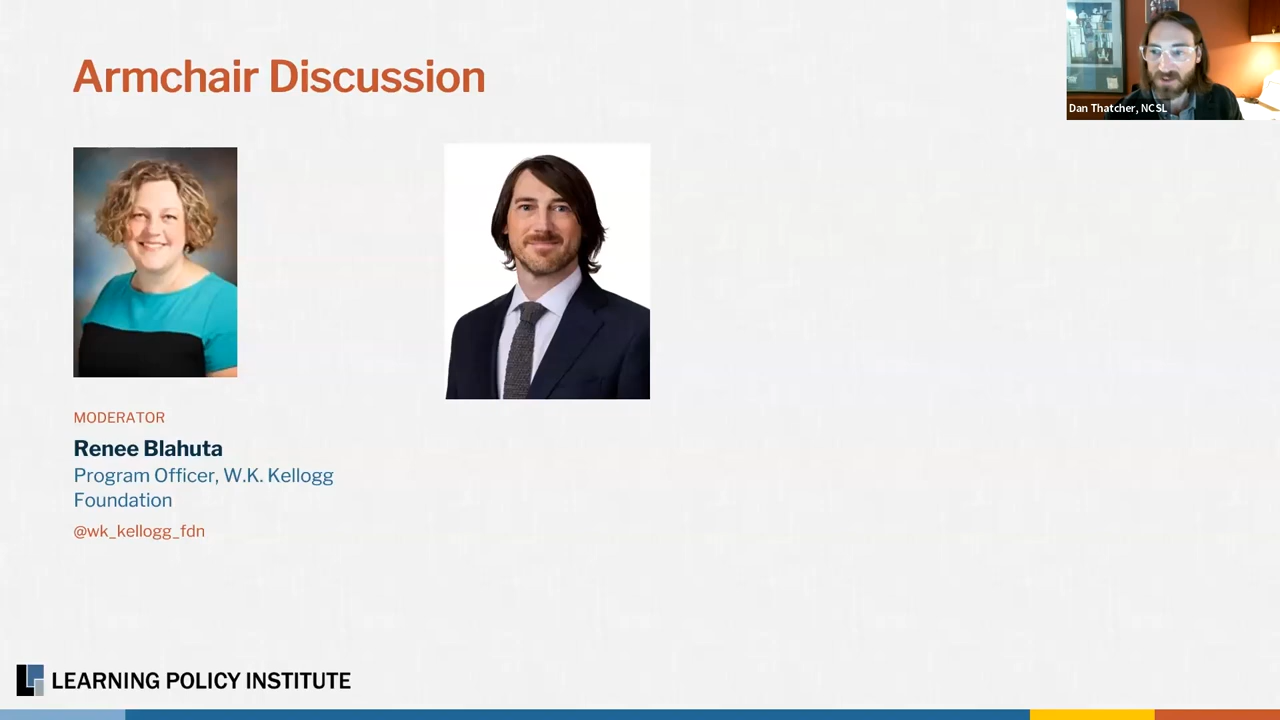 Armchair Discussion
Dan Thatcher, NCSL
MODERATOR
Renee Blahuta
Program Officer, W.K. Kellogg
Foundation
@wk_kellogg_fdn
LEARNING POLICY INSTITUTE